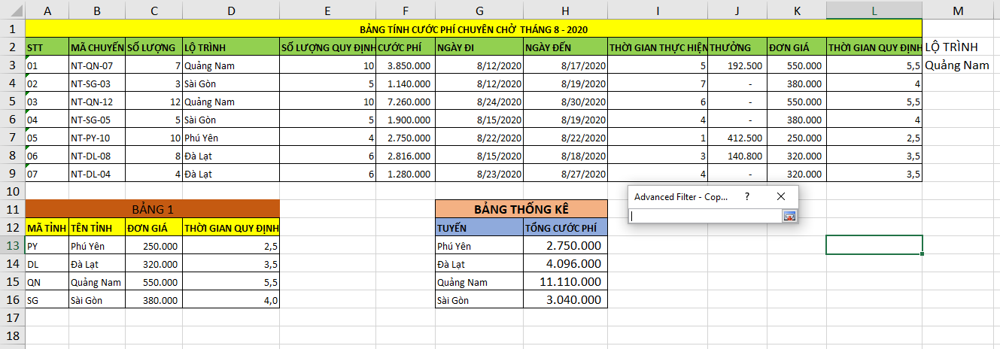 A B C D E F G H I J K L M
1 BẢNG TÍNH CƯỚC PHÍ CHUYÊN CHỞ THÁNG 8 - 2020
2 STT MÃ CHUYẾN SỐ LƯỢNG LỘ TRÌNH SỐ LƯỢNG QUY ĐỊNH CƯỚC PHÍ NGÀY ĐI NGÀY ĐẾN THỜI GIAN THỰC HIỆN THƯỞNG ĐƠN GIÁ THỜI GIAN QUY ĐỊNH LỘ TRÌNH
3 01 NT-QN-07 7 Quảng Nam 10 3.850.000 8/12/2020 8/17/2020 5 192.500 550.000 5,5 Quảng Nam
4 02 NT-SG-03 3 Sài Gòn 5 1.140.000 8/12/2020 8/19/2020 7 - 380.000 4
5 03 NT-QN-12 12 Quảng Nam 10 7.260.000 8/24/2020 8/30/2020 6 - 550.000 5,5
6 04 NT-SG-05 5 Sài Gòn 5 1.900.000 8/15/2020 8/19/2020 4 - 380.000 4
7 05 NT-PY-10 10 Phú Yên 4 2.750.000 8/22/2020 8/22/2020 1 412.500 250.000 2,5
8 06 NT-DL-08 8 Đà Lạt 6 2.816.000 8/15/2020 8/18/2020 3 140.800 320.000 3,5
9 07 NT-DL-04 4 Đà Lạt 6 1.280.000 8/23/2020 8/27/2020 4 - 320.000 3,5
10
Advanced Filter - Cop... ?
11 BẢNG 1 BẢNG THỐNG KÊ
12 MÃ TỈNH TÊN TỈNH ĐƠN GIÁ THỜI GIAN QUY ĐỊNH TUYẾN TỔNG CƯỚC PHÍ
13 PY Phú Yên 250.000 2,5 Phú Yên 2.750.000
14 DL Đà Lạt 320.000 3,5 Đà Lạt 4.096.000
15 QN Quảng Nam 550.000 5,5 Quảng Nam 11.110.000
16 SG Sài Gòn 380.000 4,0 Sài Gòn 3.040.000
17
18